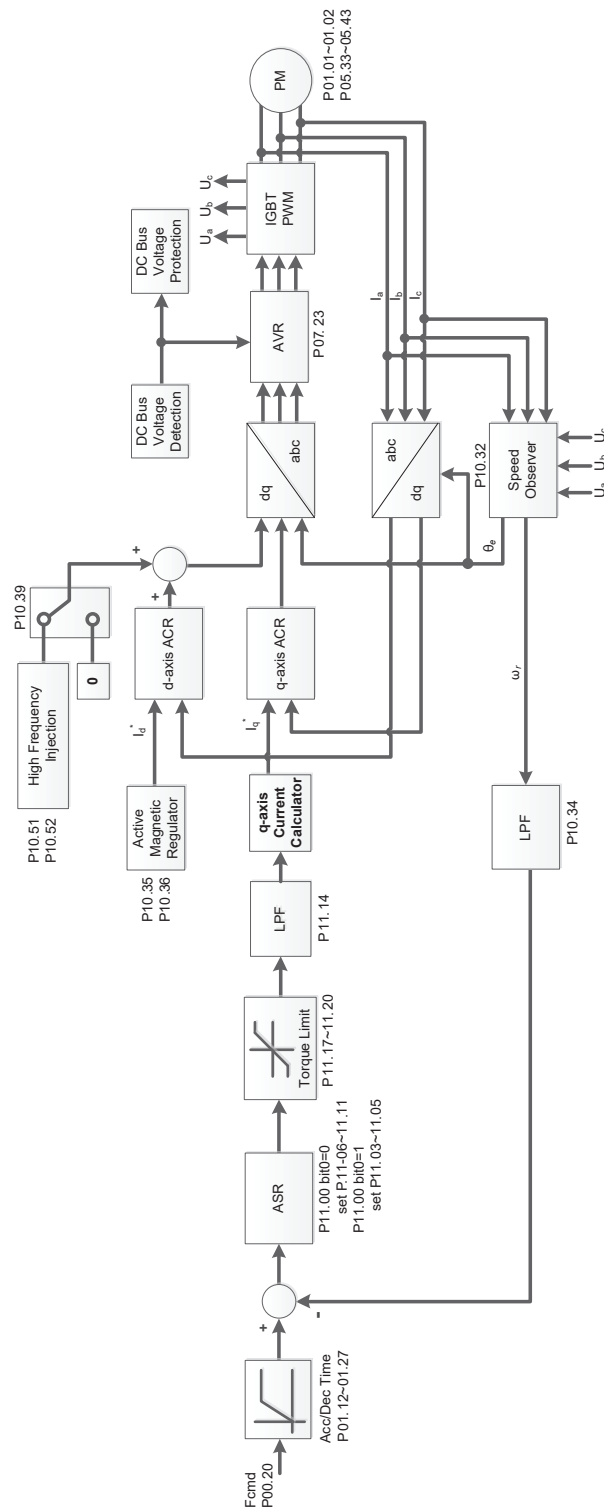 Fcmd
P00.20
Acc/Dec Time
P01.12~01.27
+
-
ASR
P11.00 bit0=0
set P.11-06~11.11
P11.00 bit0=1
set P11.03~11.05
Torque Limit
P11.17~11.20
LPF
P11.14
q-axis
Current
Calculator
P10.51
P10.52
High Frequency
Injection
P10.39
0
P10.35
P10.36
Active
Magnetic
Regulator
Id*
Iq*
d-axis ACR
q-axis ACR
+
+
dq
abc
DC Bus
Voltage
Detection
DC Bus
Voltage
Protection
AVR
P07. 23
IGBT
PWM
Ua
Ub
Uc
PM
P01.01~01.02
P05.33~05.43
Ia
Ib
Ic
abc
dq
θe
P10.32
Speed
Observer
Ua
Ub
Uc
ωr
LPF
P10.34